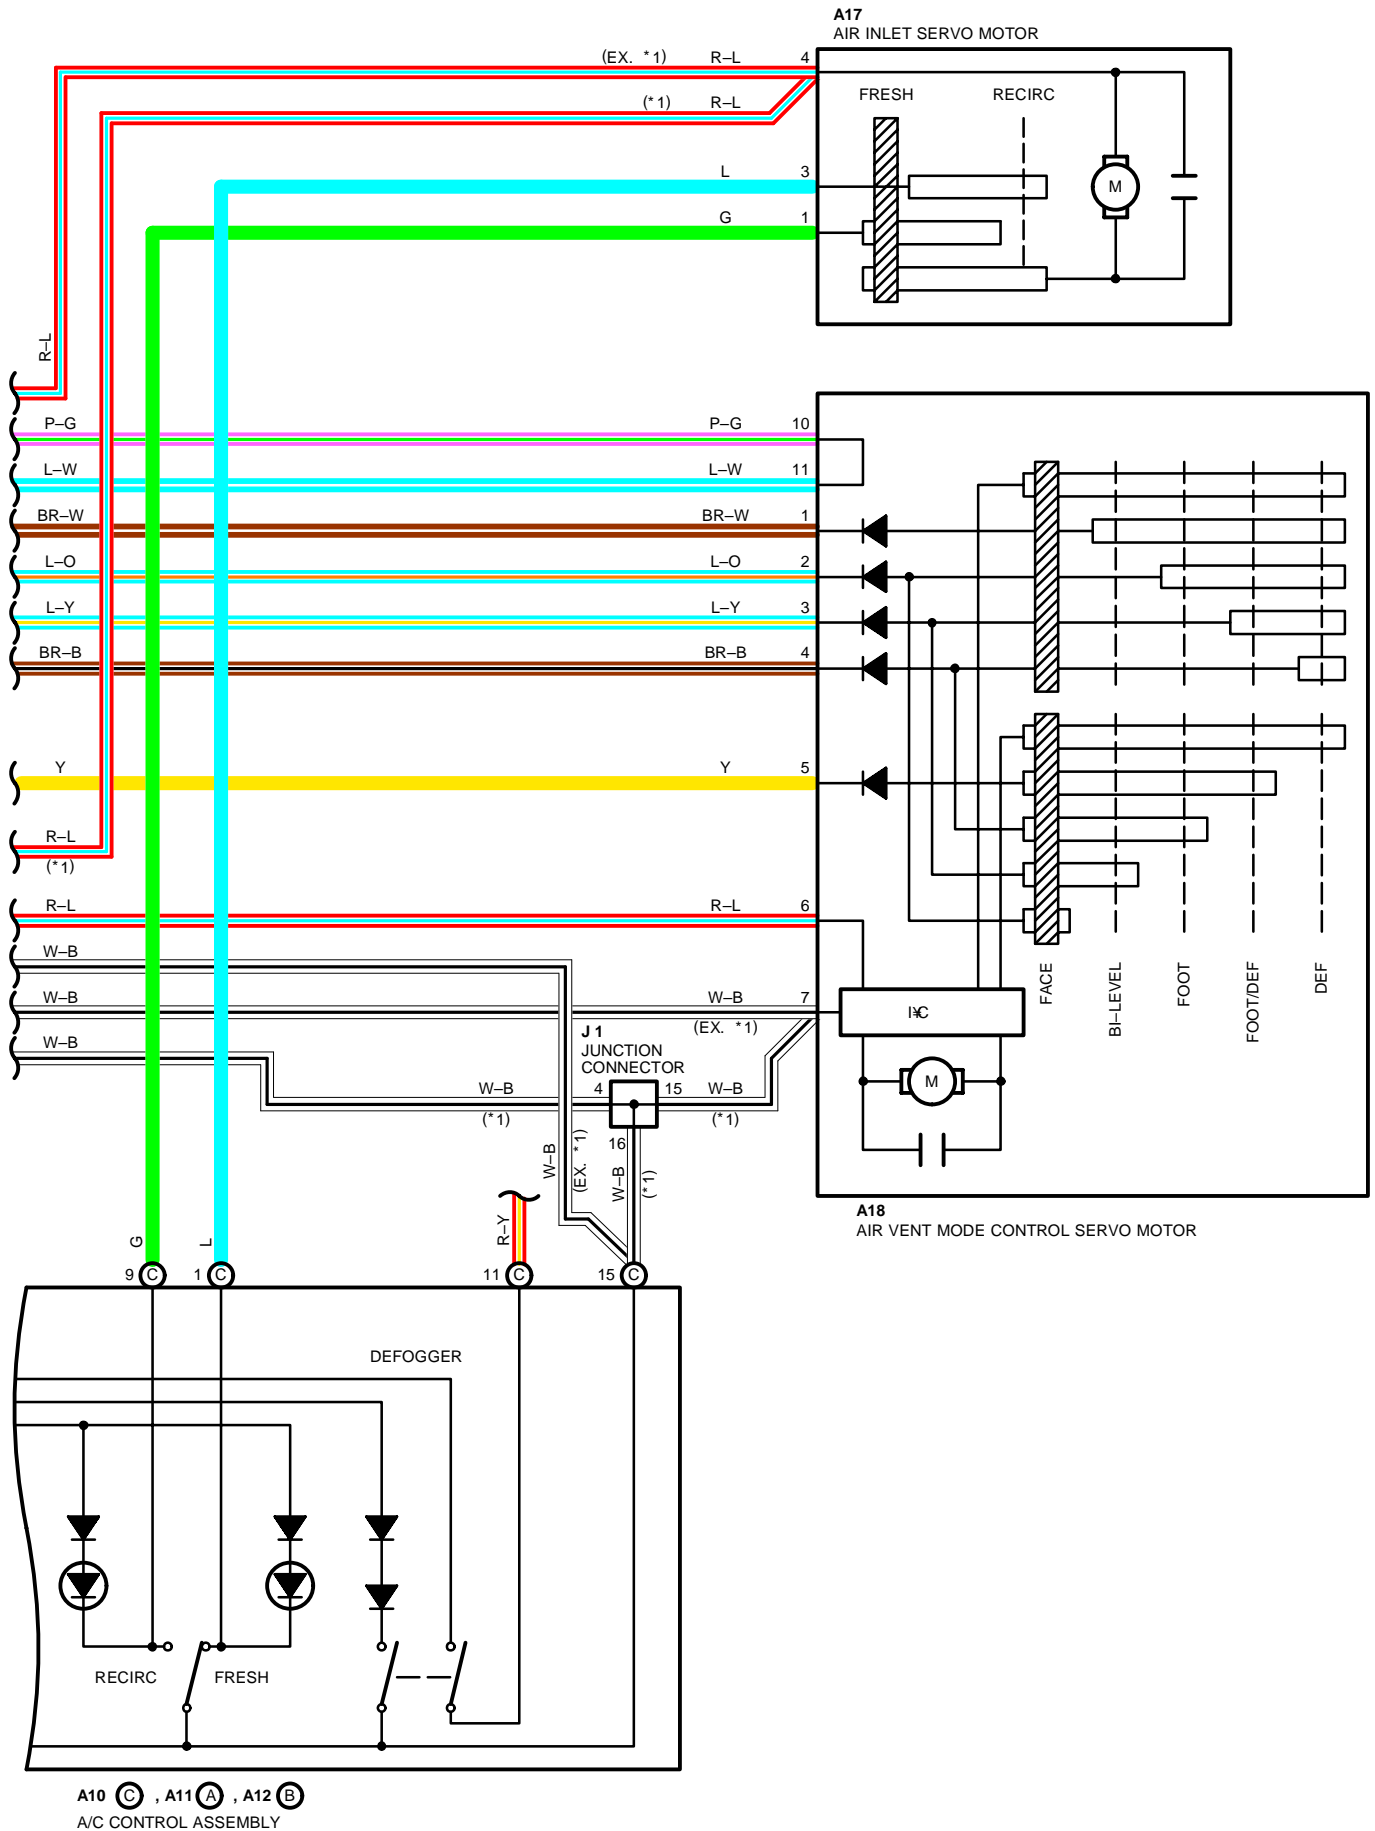 A17
AIR INLET SERVO MOTOR
(EX. *1) R–L 4
(*1) R–L
FRESH RECIRC
L 3
M
G 1
R–L
P–G P–G 10
L–W L–W 11
BR–W BR–W 1
L–O L–O 2
L–Y L–Y 3
BR–B BR–B 4
Y Y 5
R–L
(*1)
R–L R–L 6
W–B
W–B W–B 7
(EX. *1)
FACE
BI–LEVEL
FOOT
FOOT/DEF
DEF
W–B
J 1
JUNCTION
CONNECTOR
M
W–B 4 15 W–B
(*1) (*1)
16
W–B
(EX. *1)
W–B
(*1)
A18
AIR VENT MODE CONTROL SERVO MOTOR
G
L
R–Y
9 C 1 C 11 C 15 C
DEFOGGER
RECIRC FRESH
A10 C , A11 A , A12 B
A/C CONTROL ASSEMBLY